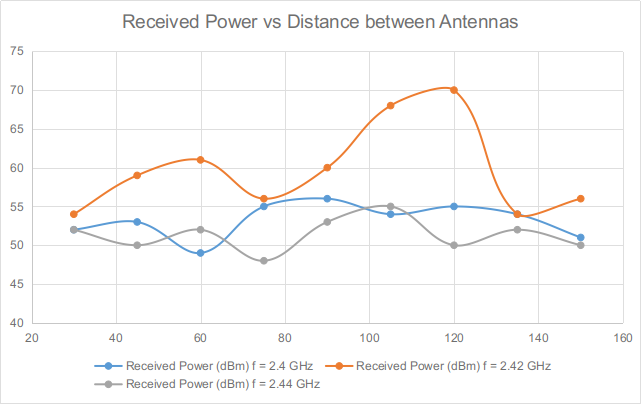 Received Power vs Distance between Antennas
75
70
65
60
55
50
45
40
20 40 60 80 100 120 140 160
Received Power (dBm) f = 2.4 GHz Received Power (dBm) f = 2.42 GHz
Received Power (dBm) f = 2.44 GHz